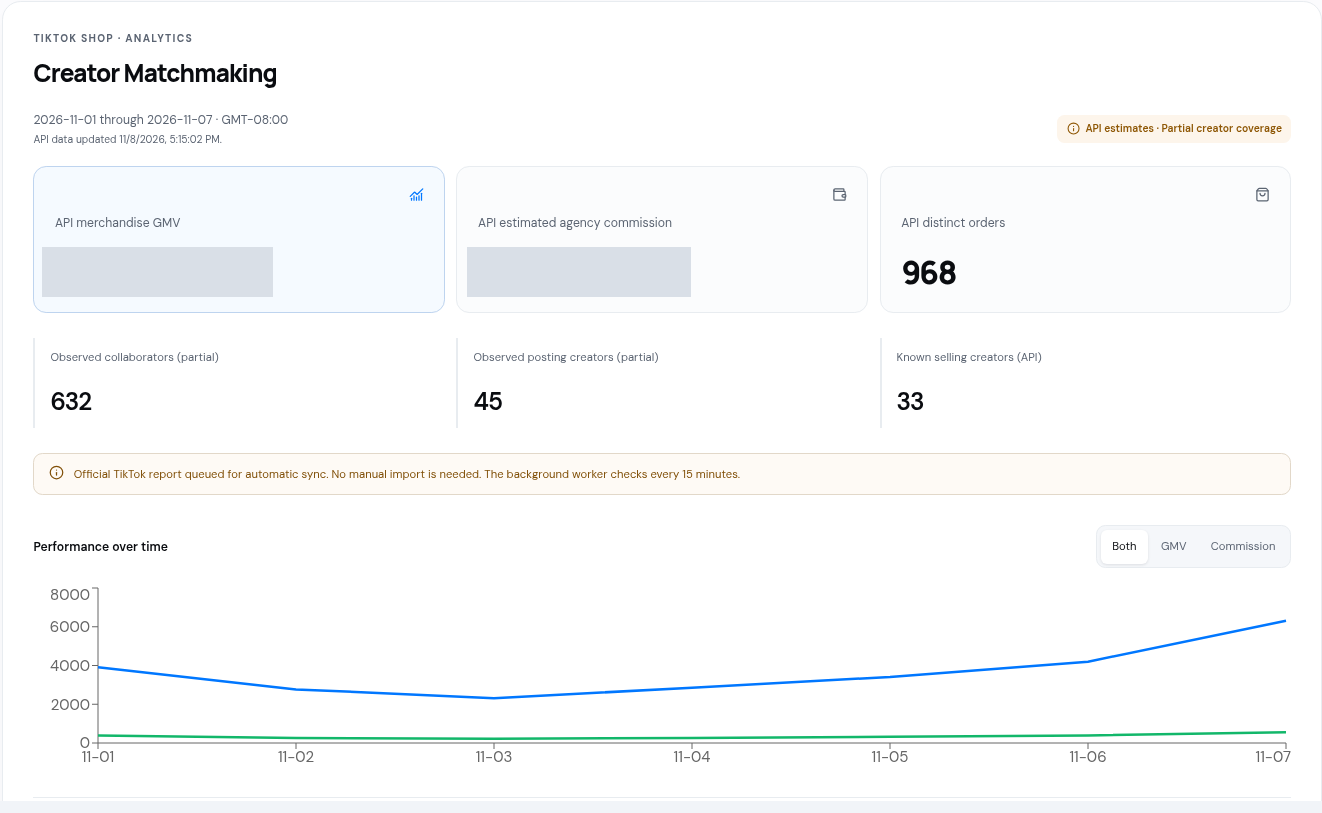 TIKTOK SHOP · ANALYTICS
Creator Matchmaking
2026-11-01 through 2026-11-07 · GMT-08:00
API data updated 11/8/2026, 5:15:02 PM.
API estimates · Partial creator coverage
API merchandise GMV
API estimated agency commission
API distinct orders
968
Observed collaborators (partial)
Observed posting creators (partial)
Known selling creators (API)
632
45
33
Official TikTok report queued for automatic sync. No manual import is needed. The background worker checks every 15 minutes.
Performance over time
Both
GMV
Commission
8000
6000
4000
2000
0
11-01
11-02
11-03
11-04
11-05
11-06
11-07